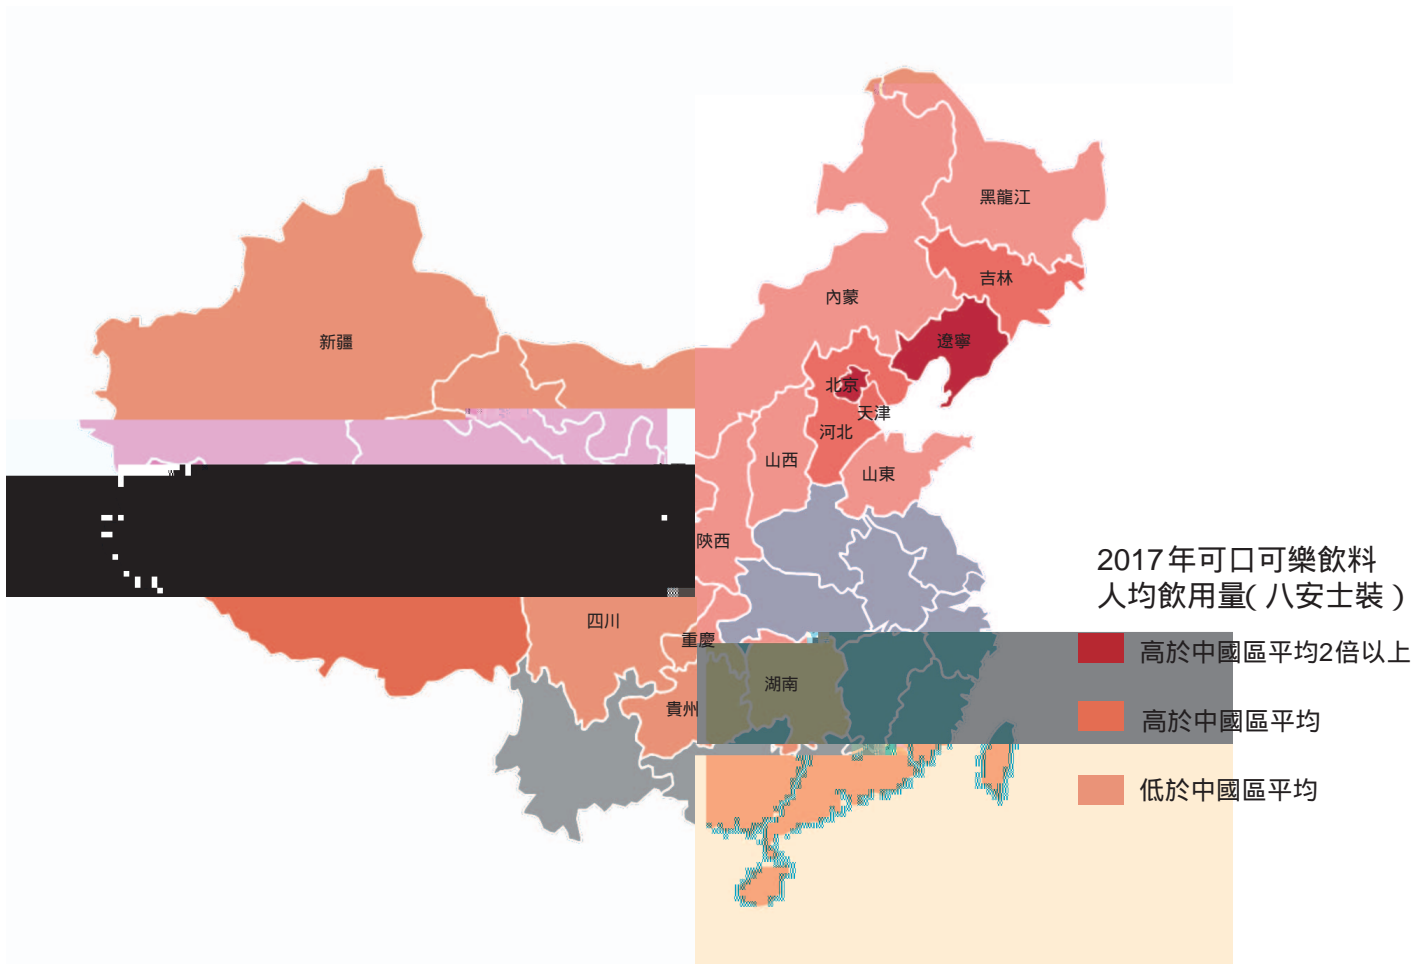 黑龍江
吉林
內蒙
遼寧
新疆
北京
天津
河北
山西
山東
陝西
2017年可口可樂飲料
人均飲用量(八安士裝)
四川
重慶
高於中國區平均2倍以上
湖南
貴州
高於中國區平均
低於中國區平均